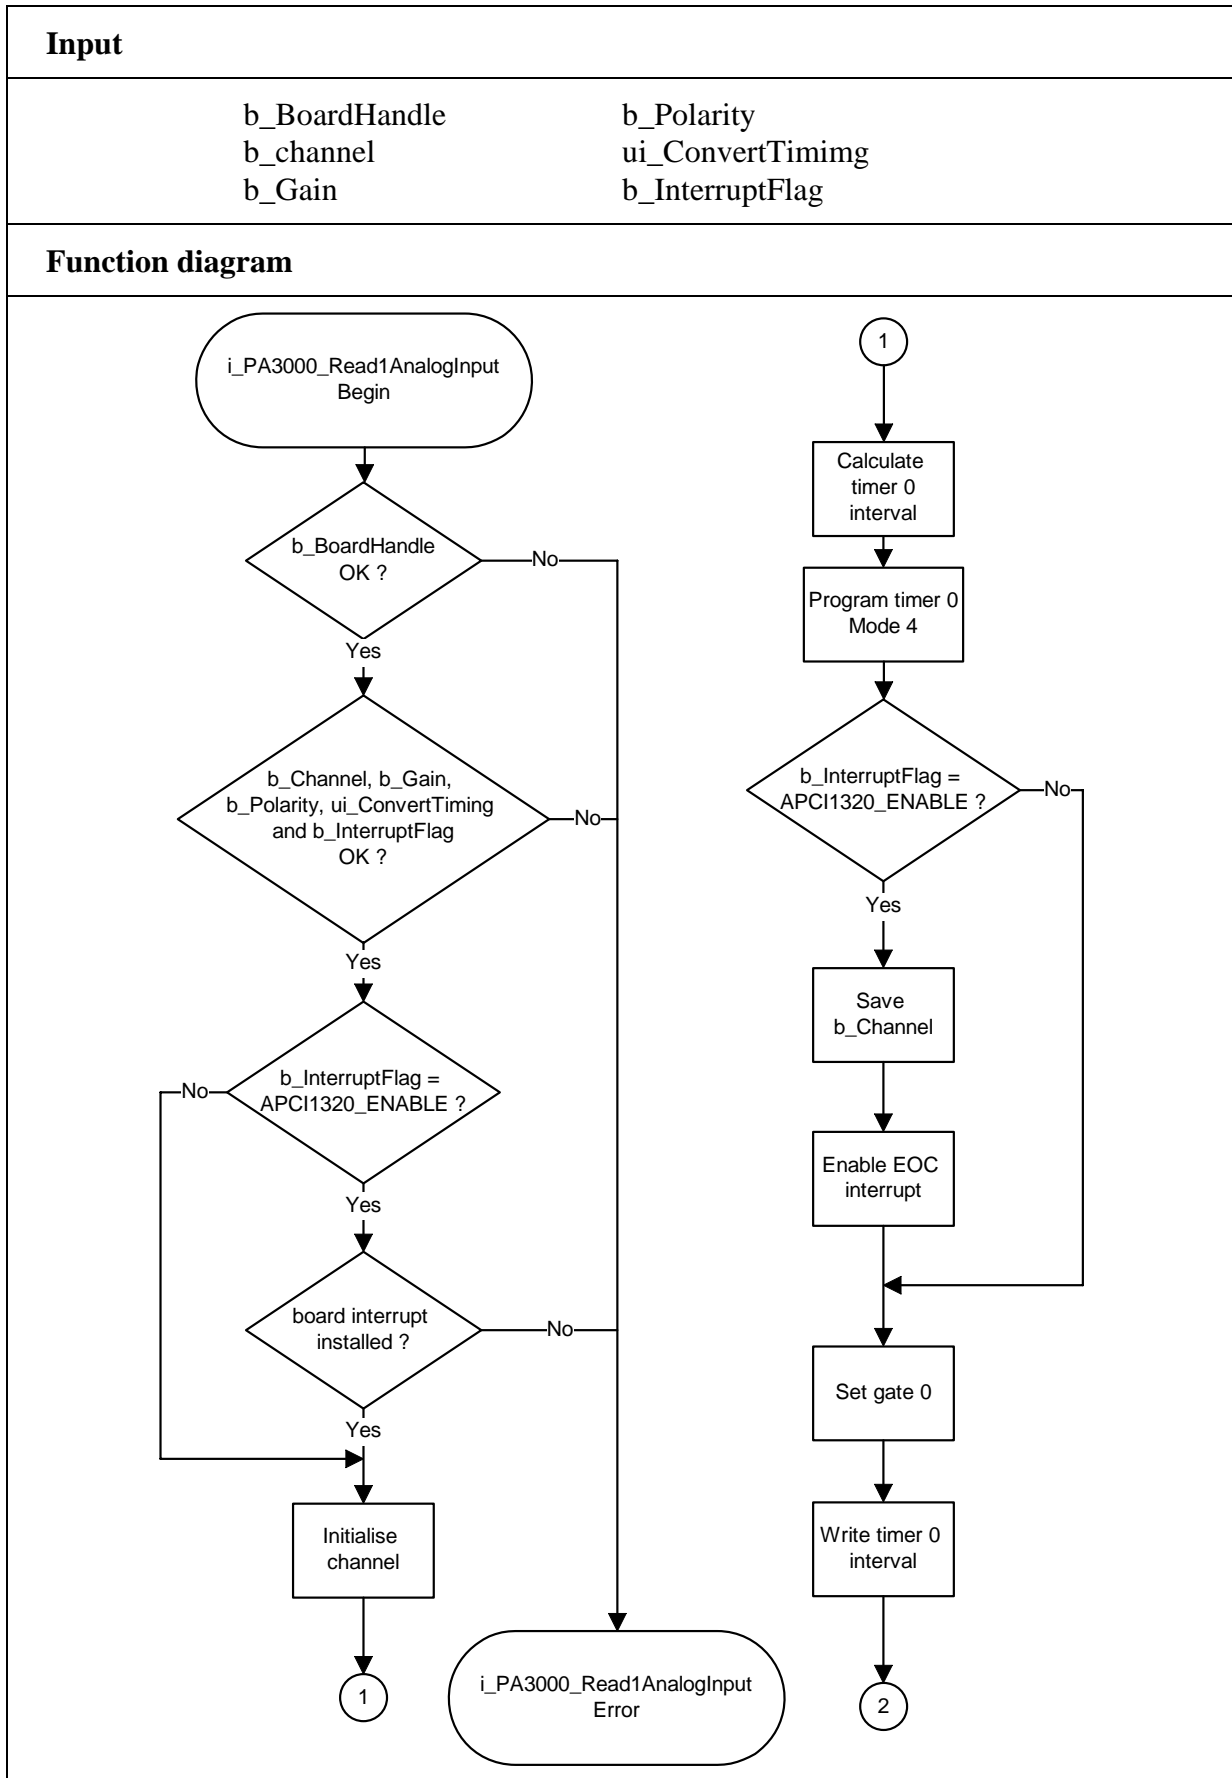 Input
b_BoardHandle
b_Polarity
b_channel
ui_ConvertTimimg
b_Gain
b_InterruptFlag
Function diagram
i_PA3000_Read1AnalogInput
Begin
b_BoardHandle
OK ?
No
Yes
b_Channel, b_Gain,
b_Polarity, ui_ConvertTiming
and b_InterruptFlag
OK ?
No
Yes
b_InterruptFlag =
APCI1320_ENABLE ?
No
Yes
board interrupt
installed ?
No
Yes
Initialise
channel
1
i_PA3000_Read1AnalogInput
Error
1
Calculate
timer 0
interval
Program timer 0
Mode 4
b_InterruptFlag =
APCI1320_ENABLE ?
No
Yes
Save
b_Channel
Enable EOC
interrupt
Set gate 0
Write timer 0
interval
2